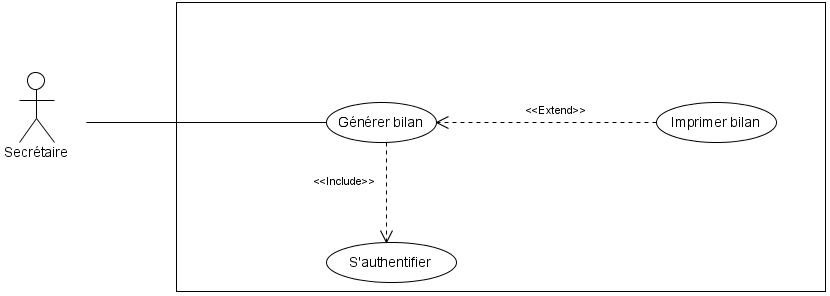 <<Extend>>
Générer bilan
Imprimer bilan
Secrétaire
<<Include>>
S'authentifier